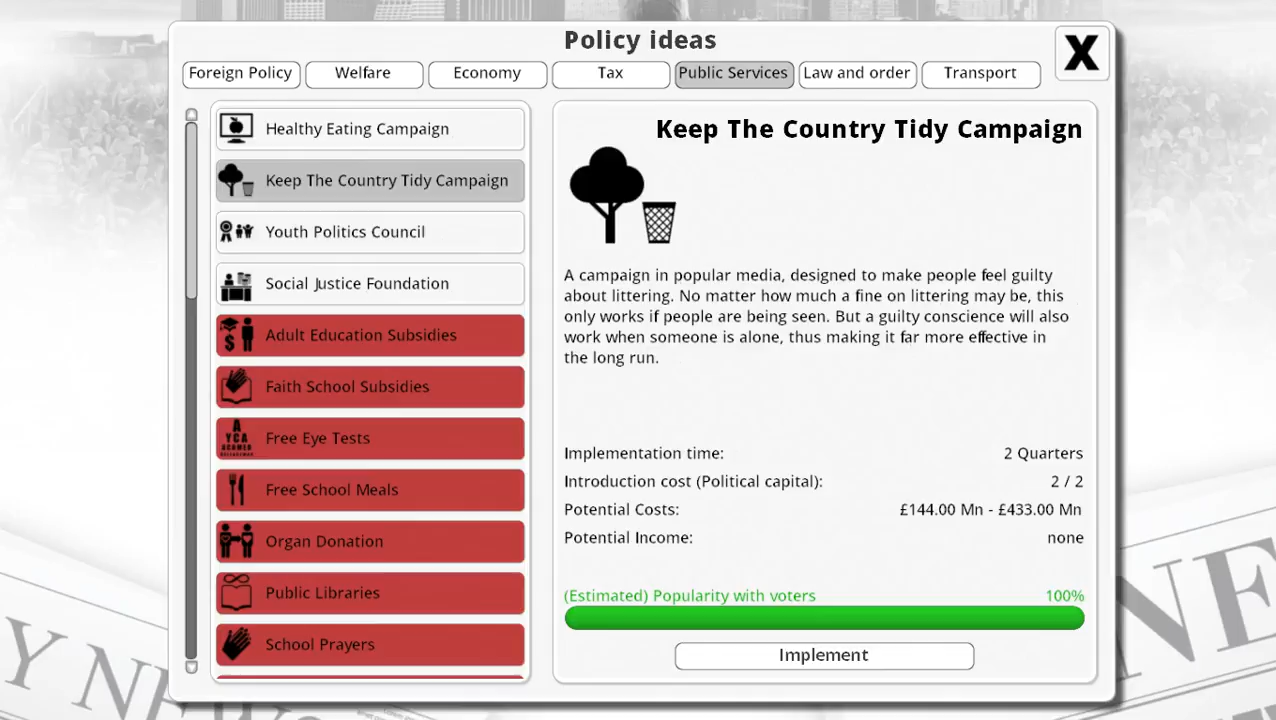 Policy ideas
X
Foreign Policy
Welfare
Economy
Tax
Public Services
Law and order
Transport
Healthy Eating Campaign
Keep The Country Tidy Campaign
Youth Politics Council
Social Justice Foundation
Adult Education Subsidies
Faith School Subsidies
Free Eye Tests
Free School Meals
Organ Donation
Public Libraries
School Prayers
Keep The Country Tidy Campaign
A campaign in popular media, designed to make people feel guilty
about littering. No matter how much a fine on littering may be, this
only works if people are being seen. But a guilty conscience will also
work when someone is alone, thus making it far more effective in
the long run.
Implementation time: 2 Quarters
Introduction cost (Political capital): 2 / 2
Potential Costs: £144.00 Mn - £433.00 Mn
Potential Income: none
(Estimated) Popularity with voters 100%
Implement